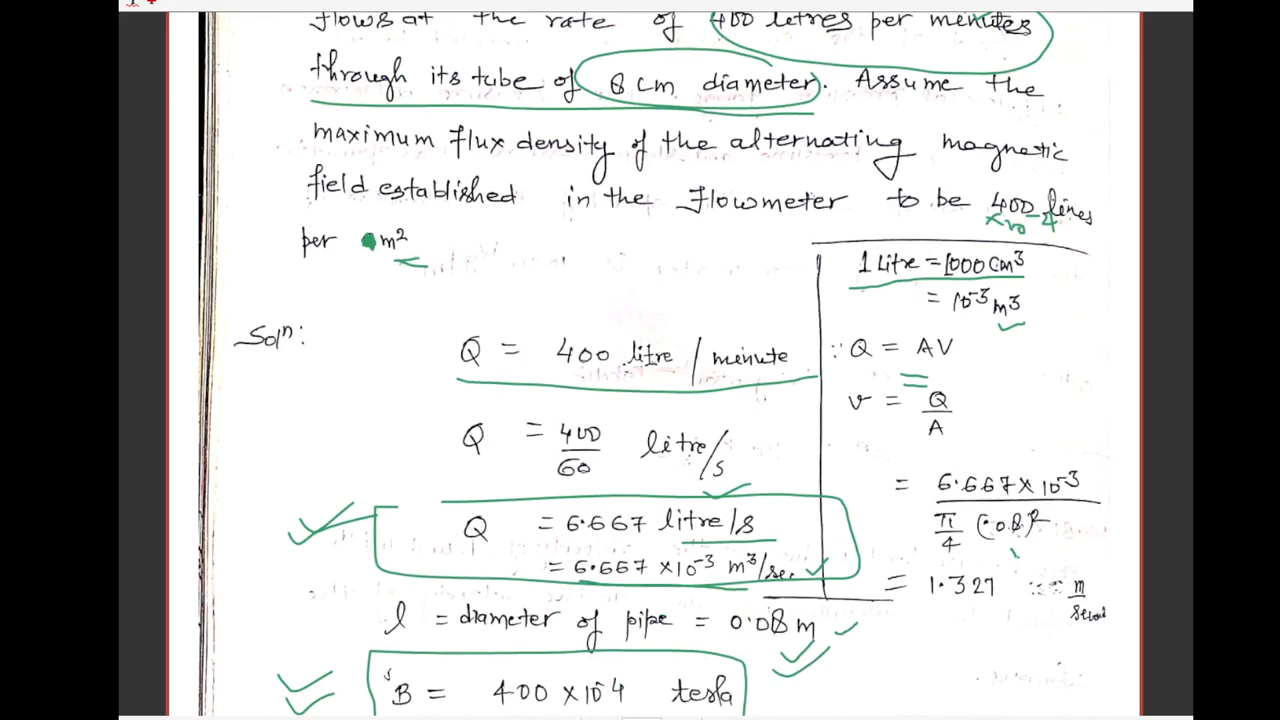 flows at the rate of 400 litres per minutes
through its tube of 8 cm diameter. Assume the
maximum flux density of the alternating magnetic
field established in the flowmeter to be 400 lines
×10⁻⁴
per m²
Solⁿ:
Q = 400 litre / minute
Q = 400/60 litre/s
Q = 6.667 litre/s
= 6.667 ×10⁻³ m³/sec.
l = diameter of pipe = 0.08 m
B = 400 ×10⁻⁴ tesla
1 Litre = 1000 cm³
= 10⁻³ m³
∵ Q = AV
v = Q/A
= 6.667 × 10⁻³ / π/4 (.08)²
= 1.327 m/second